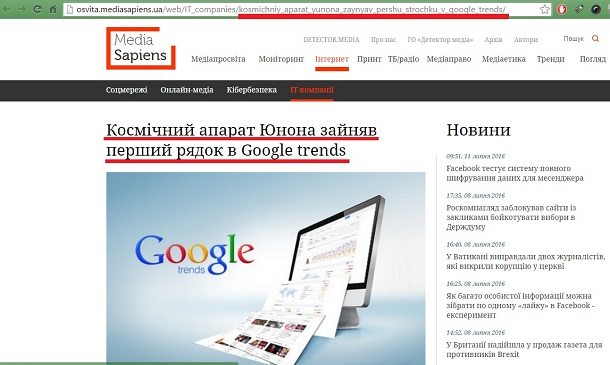 osvita.mediasapiens.ua/web/IT_companies/kosmichniy_aparat_yunona_zaynyav_pershu_strochku_v_google_trends/
Media
Sapiens
DETECTOR.MEDIA Про нас ГО «Детектор медіа» Архів Автори Пошук
Медіапросвіта Моніторинг Інтернет Принт ТБ/радіо Медіаправо Медіаетика Тренди Погляд
Соцмережі Онлайн-медіа Кібербезпека ІТ-компанії
Космічний апарат Юнона зайняв
перший рядок в Google trends
Google
trends
Новини
09:51, 11 липня 2016
Facebook тестує систему повного
шифрування даних для месенджера
17:35, 08 липня 2016
Роскомнагляд заблокував сайти із
закликами бойкотувати вибори в
Держдуму
16:40, 08 липня 2016
У Ватикані виправдали двох журналістів,
які викрили корупцію у церкві
16:25, 08 липня 2016
Як багато особистої інформації можна
зібрати по одному «лайку» в Facebook -
експеримент
14:52, 08 липня 2016
У Британії надійшла у продаж газета для
противників Brexit